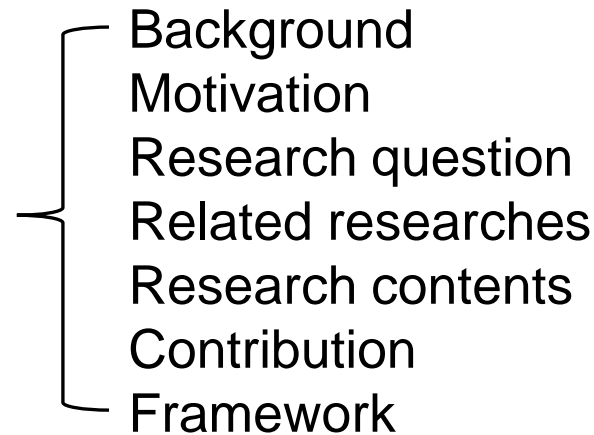 Background
Motivation
Research question
Related researches
Research contents
Contribution
Framework